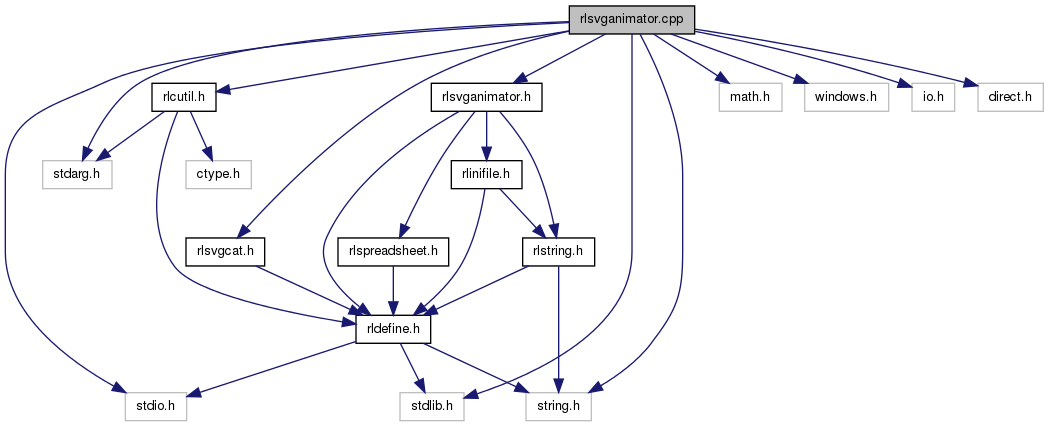 rlsvganimator.cpp
rlcutil.h
rlsvganimator.h
math.h
windows.h
io.h
direct.h
stdarg.h
ctype.h
rlinifile.h
rlsvgcat.h
rlspreadsheet.h
rlstring.h
rldefine.h
stdio.h
stdlib.h
string.h